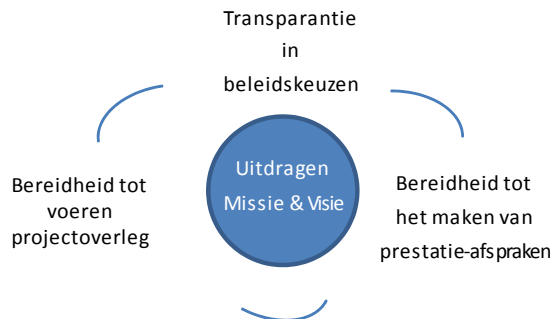 Transparantie
in
beleidskeuzen
Uitdragen
Missie & Visie
Bereidheid tot
voeren
projectoverleg
Bereidheid tot
het maken van
prestatie-afspraken